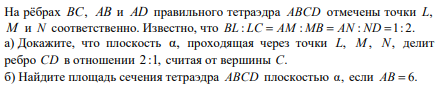 На рёбрах BC, AB и AD правильного тетраэдра ABCD отмечены точки L,
M и N соответственно. Известно, что BL : LC = AM : MB = AN : ND = 1 : 2.
а) Докажите, что плоскость α, проходящая через точки L, M, N, делит
ребро CD в отношении 2 : 1, считая от вершины C.
б) Найдите площадь сечения тетраэдра ABCD плоскостью α, если AB = 6.